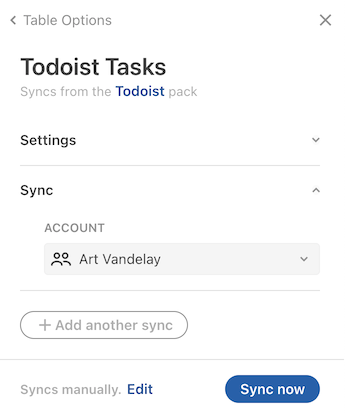 Table Options
Todoist Tasks
Syncs from the Todoist pack
Settings
Sync
ACCOUNT
Art Vandelay
+ Add another sync
Syncs manually. Edit
Sync now